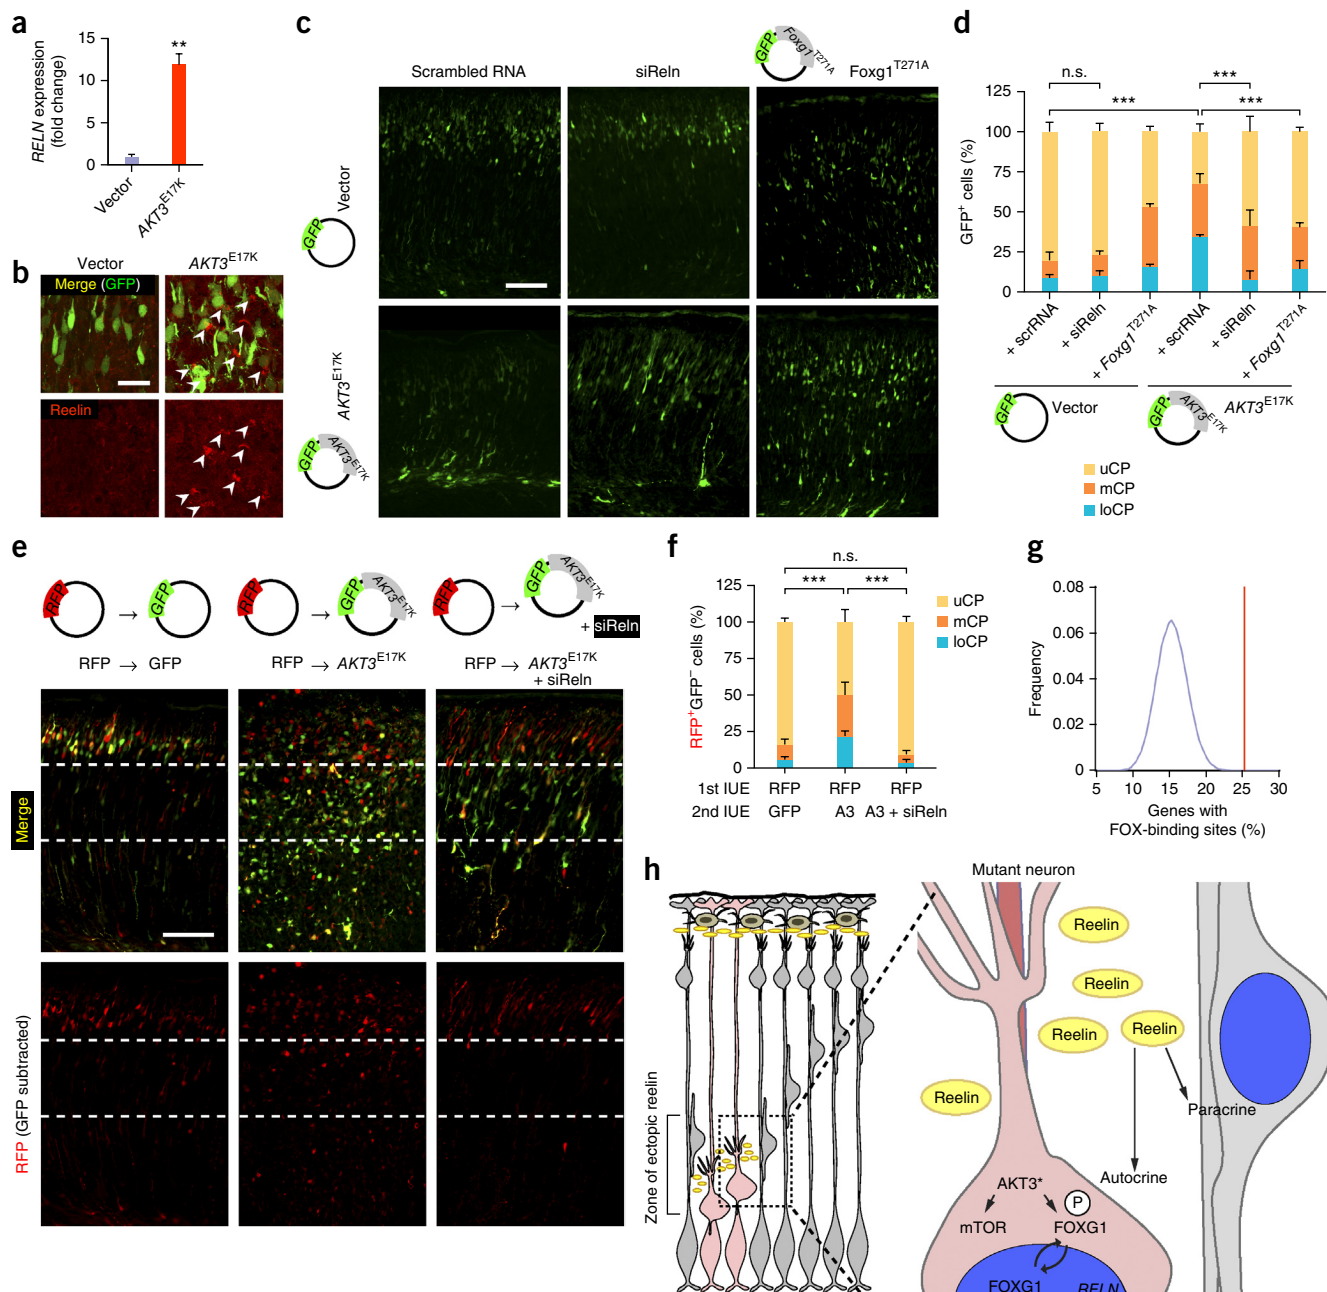 a
15
10
5
0
RELN expression
(fold change)
**
Vector
AKT3E17K
b
Vector
AKT3E17K
Merge (GFP)
Reelin
c
Scrambled RNA
siReln
Foxg1T271A
GFP
Foxg1T271A
GFP
Vector
GFP
AKT3E17K
AKT3E17K
d
n.s.
***
***
***
125
100
75
50
25
0
GFP+ cells (%)
+ scrRNA
+ siReln
+ Foxg1T271A
+ scrRNA
+ siReln
+ Foxg1T271A
GFP
Vector
GFP
AKT3E17K
AKT3E17K
uCP
mCP
loCP
e
RFP
→
GFP
RFP
→
GFP
AKT3E17K
RFP
→
GFP
AKT3E17K
+ siReln
RFP → GFP
RFP → AKT3E17K
RFP → AKT3E17K
+ siReln
Merge
RFP (GFP subtracted)
f
n.s.
***
***
125
100
75
50
25
0
RFP+GFP− cells (%)
uCP
mCP
loCP
1st IUE RFP RFP RFP
2nd IUE GFP A3 A3 + siReln
g
0.08
0.06
0.04
0.02
0
Frequency
5 10 15 20 25 30
Genes with
FOX-binding sites (%)
h
Mutant neuron
Reelin
Reelin
Reelin
Reelin
Reelin
Paracrine
Autocrine
Zone of ectopic reelin
AKT3*
P
mTOR
FOXG1
FOXG1
RELN